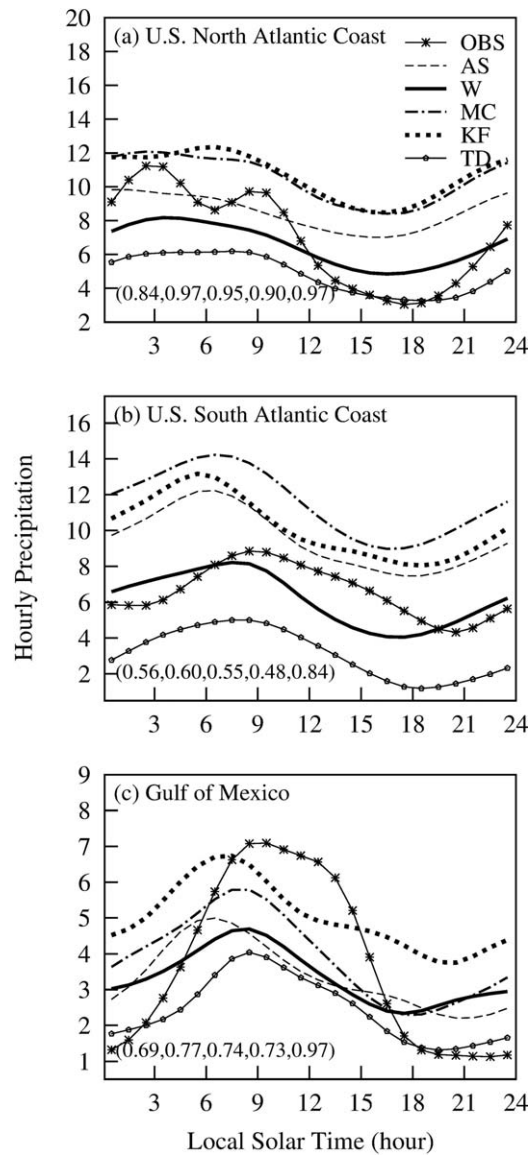 20
(a) U.S. North Atlantic Coast
OBS
18
AS
16
W
14
MC
12
KF
10
TD
8
6
4
(0.84,0.97,0.95,0.90,0.97)
2
3 6 9 12 15 18 21 24
(b) U.S. South Atlantic Coast
16
14
12
10
8
6
4
2
(0.56,0.60,0.55,0.48,0.84)
3 6 9 12 15 18 21 24
Hourly Precipitation
9
(c) Gulf of Mexico
8
7
6
5
4
3
2
1
(0.69,0.77,0.74,0.73,0.97)
3 6 9 12 15 18 21 24
Local Solar Time (hour)